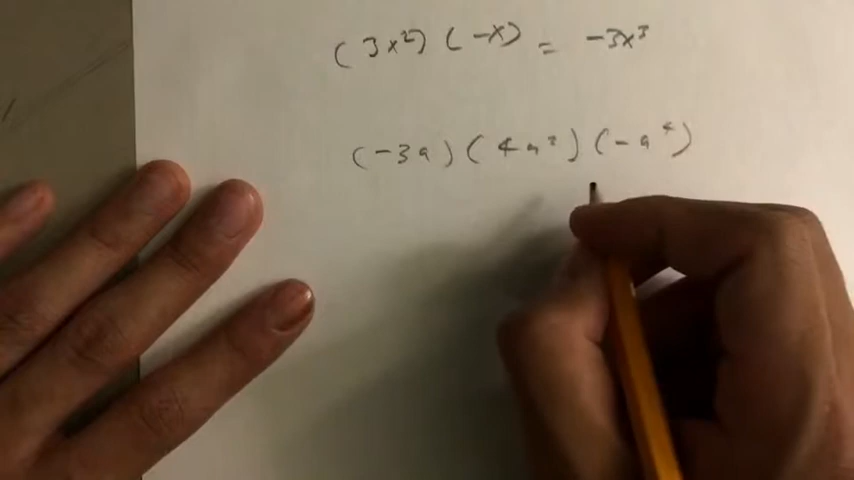 (3x²)(-x) = -3x³
(-3a)(4a²)(-a⁴)